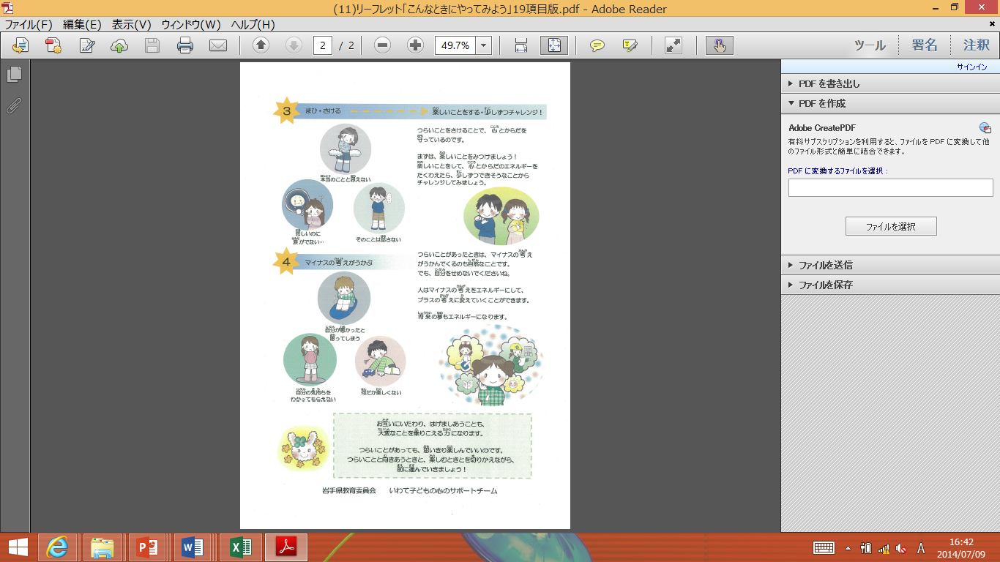 (11)リーフレット「こんなときにやってみよう」19項目版.pdf - Adobe Reader
ファイル(F) 編集(E) 表示(V) ウィンドウ(W) ヘルプ(H)
2 / 2 49.7% ツール 署名 注釈
サインイン
PDF を書き出し
PDF を作成
Adobe CreatePDF
有料サブスクリプションを利用すると、ファイルを PDF に変換して他
のファイル形式と簡単に結合できます。
PDF に変換するファイルを選択：
ファイルを選択
ファイルを送信
ファイルを保存
3 まひ・さける 楽しいことをする・少しずつチャレンジ！
つらいことをさけることで、心とからだを
守っているのです。
まずは、楽しいことをみつけましょう！
楽しいことをして、心とからだのエネルギーを
たくわえたら、少しずつできそうなことから
チャレンジしてみましょう。
本当のことと思えない
悲しいのに
涙がでない…
そのことは話さない
4 マイナスの考えがうかぶ
つらいことがあったときは、マイナスの考え
がうかんでくるのも自然なことです。
でも、自分をせめないでくださいね。
人はマイナスの考えをエネルギーにして、
プラスの考えに変えていくことができます。
将来の夢もエネルギーになります。
自分が悪かったと
思ってしまう
自分の気持ちを
わかってもらえない
何だか楽しくない
お互いにいたわり、はげましあうことも、
大変なことを乗りこえる力になります。
つらいことがあっても、思いきり楽しんでいいのです。
つらいことと向きあうときと、楽しむときとを切りかえながら、
前に進んでいきましょう！
岩手県教育委員会 いわて子どもの心のサポートチーム
A
16:42
2014/07/09